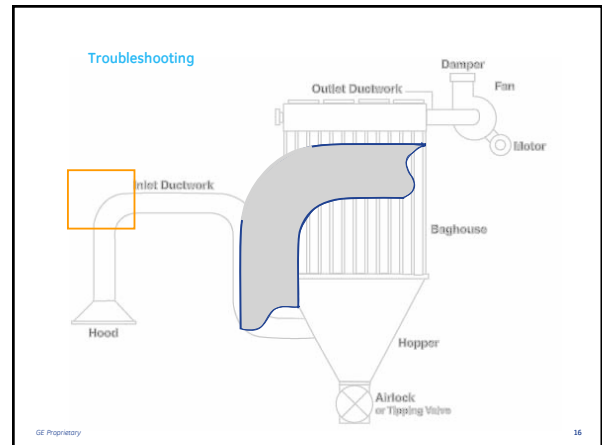 Troubleshooting
Damper
Outlet Ductwork
Fan
Motor
Inlet Ductwork
Baghouse
Hood
Hopper
Airlock
or Tipping Valve
GE Proprietary
16